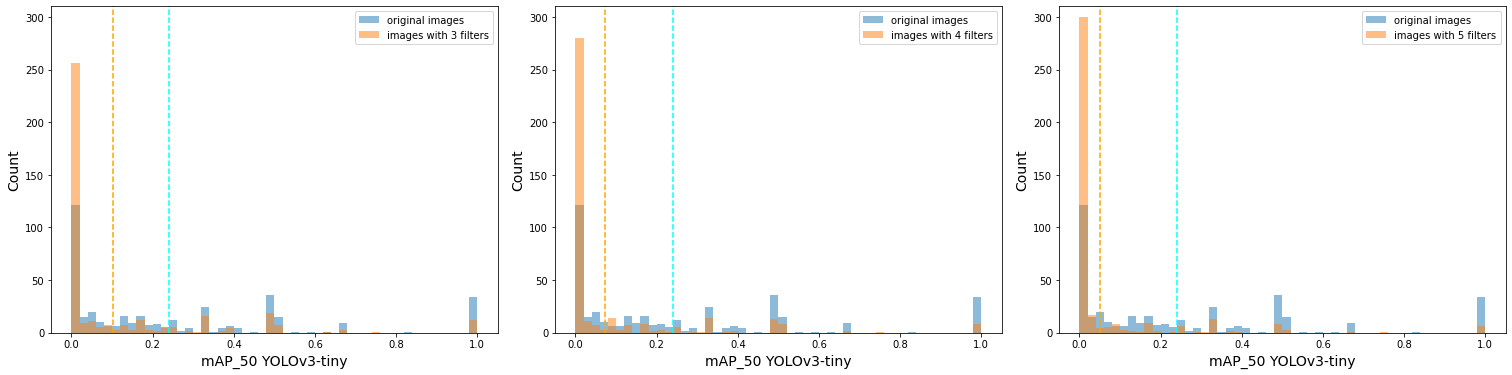 original images
images with 3 filters
300
250
200
150
100
50
0
Count
0.0 0.2 0.4 0.6 0.8 1.0
mAP_50 YOLOv3-tiny
original images
images with 4 filters
300
250
200
150
100
50
0
Count
0.0 0.2 0.4 0.6 0.8 1.0
mAP_50 YOLOv3-tiny
original images
images with 5 filters
300
250
200
150
100
50
0
Count
0.0 0.2 0.4 0.6 0.8 1.0
mAP_50 YOLOv3-tiny